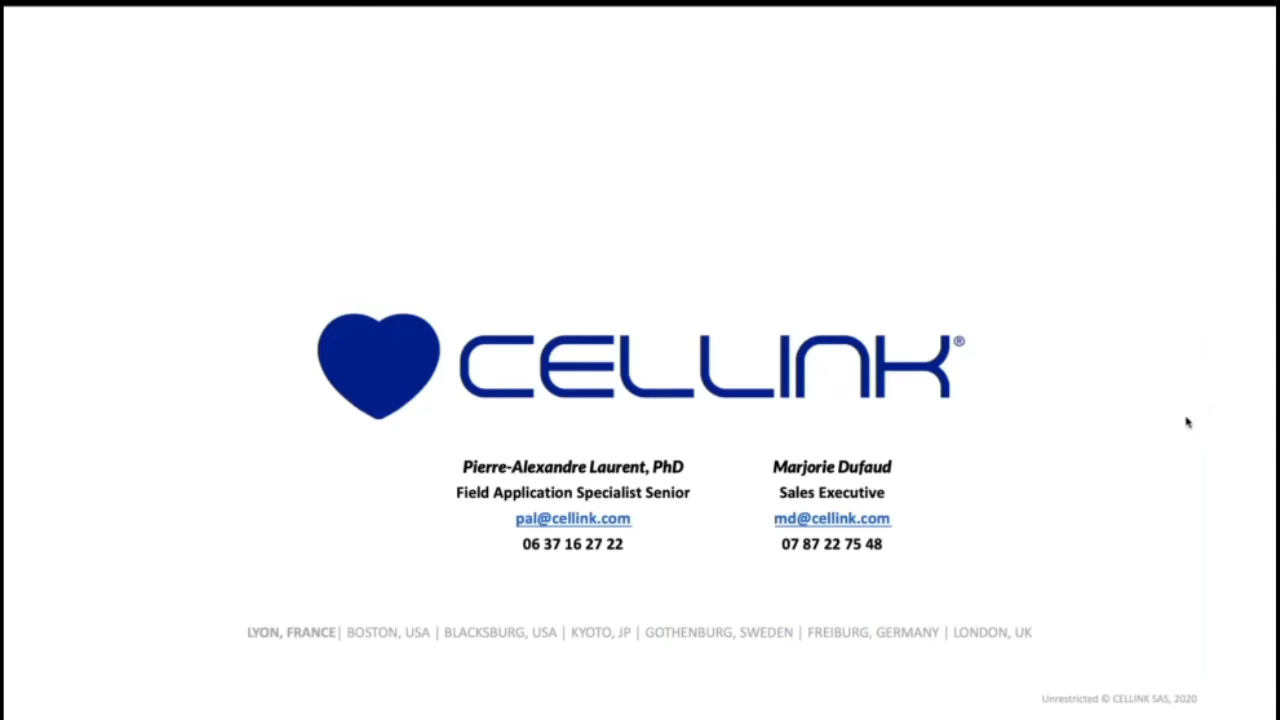 CELLINK®
Pierre-Alexandre Laurent, PhD
Field Application Specialist Senior
pal@cellink.com
06 37 16 27 22
Marjorie Dufaud
Sales Executive
md@cellink.com
07 87 22 75 48
LYON, FRANCE| BOSTON, USA | BLACKSBURG, USA | KYOTO, JP | GOTHENBURG, SWEDEN | FREIBURG, GERMANY | LONDON, UK
Unrestricted © CELLINK SAS, 2020